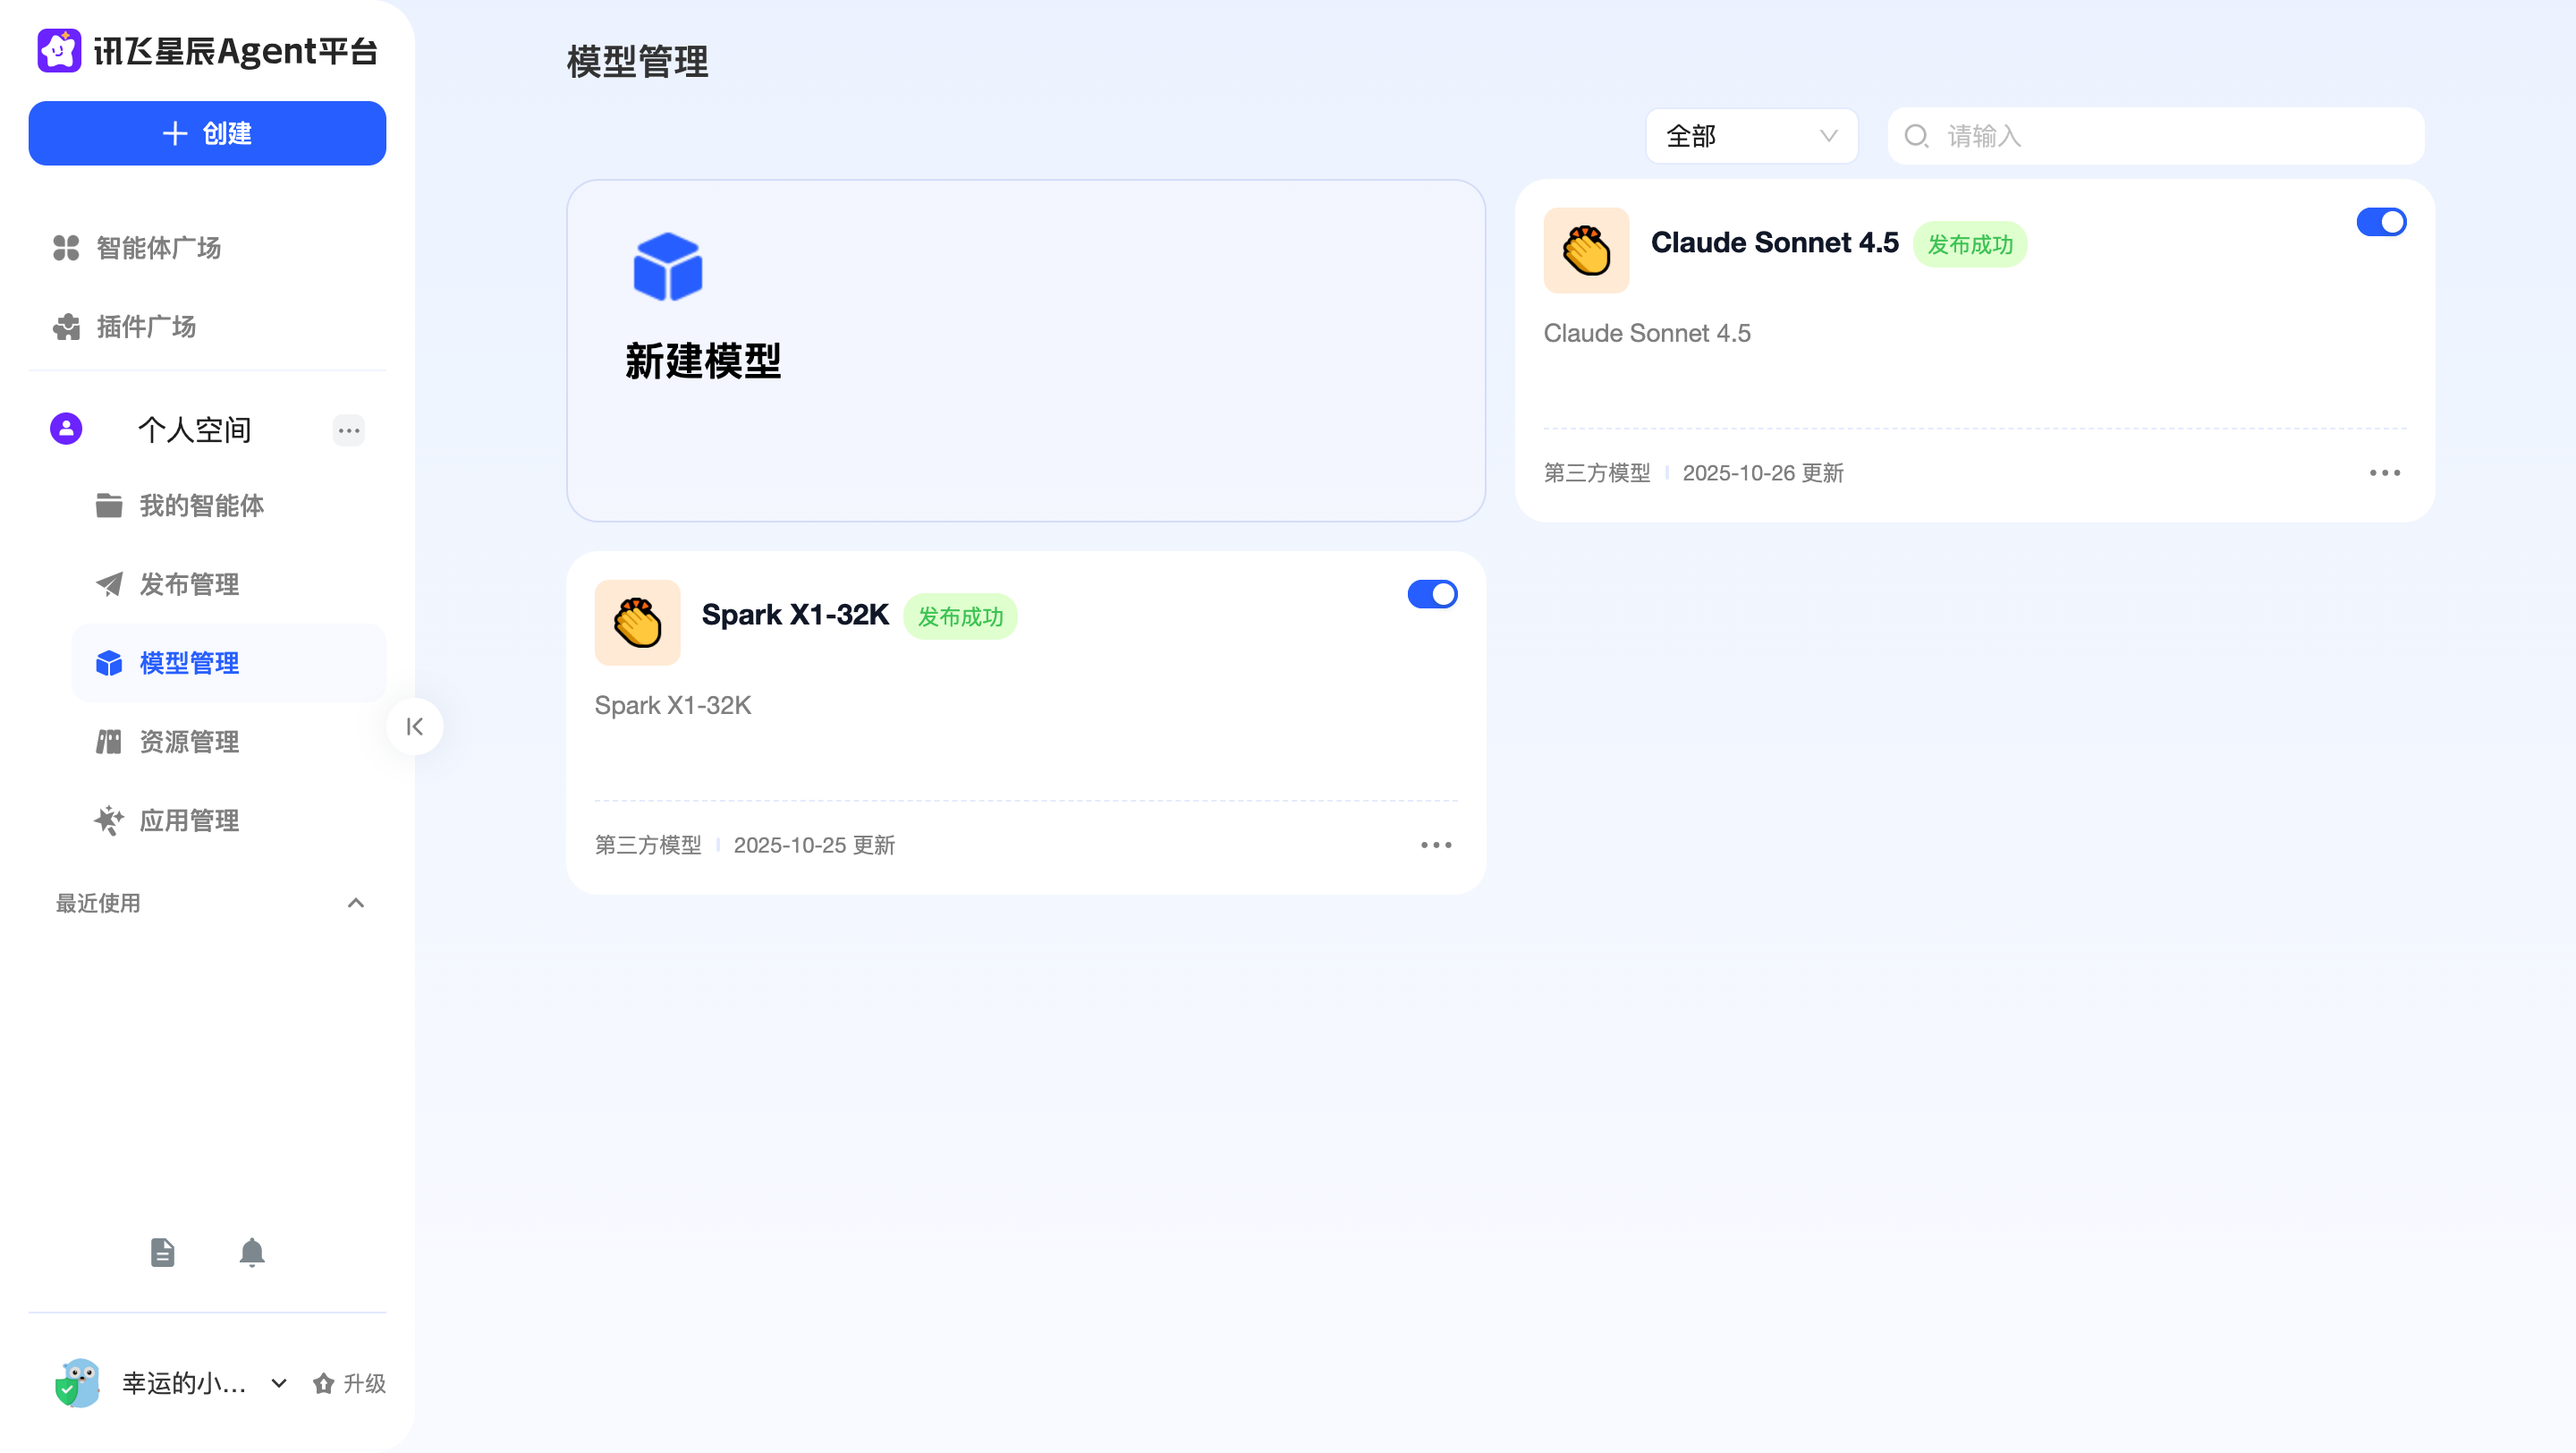 讯飞星辰Agent平台
创建
智能体广场
插件广场
个人空间
我的智能体
发布管理
模型管理
资源管理
应用管理
最近使用
幸运的小...
升级
模型管理
全部
请输入
新建模型
Claude Sonnet 4.5
发布成功
Claude Sonnet 4.5
第三方模型 2025-10-26 更新
Spark X1-32K
发布成功
Spark X1-32K
第三方模型 2025-10-25 更新